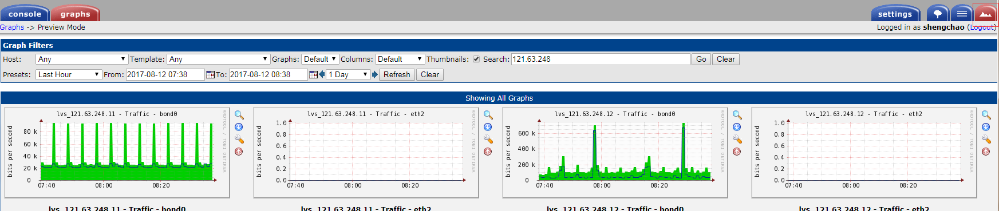 console graphs settings
Graphs -> Preview Mode Logged in as shengchao (Logout)
Graph Filters
Host: Any Template: Any Graphs: Default Columns: Default Thumbnails: Search: 121.63.248 Go Clear
Presets: Last Hour From: 2017-08-12 07:38 To: 2017-08-12 08:38 1 Day Refresh Clear
Showing All Graphs
lvs_121.63.248.11 - Traffic - bond0
bits per second
80 k
60 k
40 k
20 k
0
07:40 08:00 08:20
RRDTOOL / TOBI OETIKER
lvs_121.63.248.11 - Traffic - eth2
bits per second
1.0
0.8
0.6
0.4
0.2
0.0
07:40 08:00 08:20
RRDTOOL / TOBI OETIKER
lvs_121.63.248.12 - Traffic - bond0
bits per second
600 k
400 k
200 k
0
07:40 08:00 08:20
RRDTOOL / TOBI OETIKER
lvs_121.63.248.12 - Traffic - eth2
bits per second
1.0
0.8
0.6
0.4
0.2
0.0
07:40 08:00 08:20
RRDTOOL / TOBI OETIKER
lvs_121.63.248.11 - Traffic - bond0
lvs_121.63.248.11 - Traffic - eth2
lvs_121.63.248.12 - Traffic - bond0
lvs_121.63.248.12 - Traffic - eth2